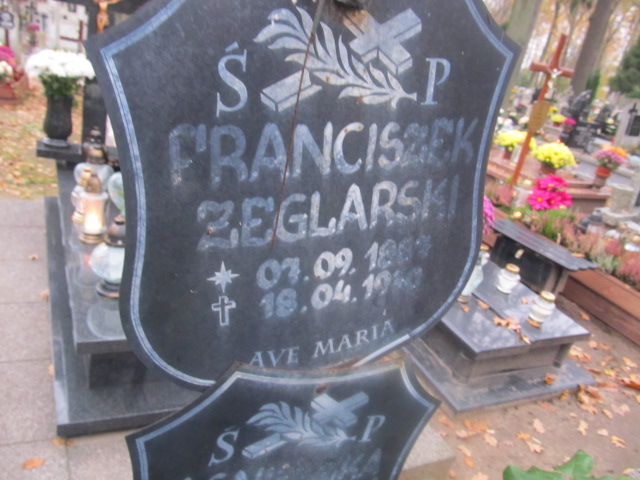 Ś P
FRANCISZEK
ŻEGLARSKI
07.09.
18.04.
AVE MARIA
Ś P